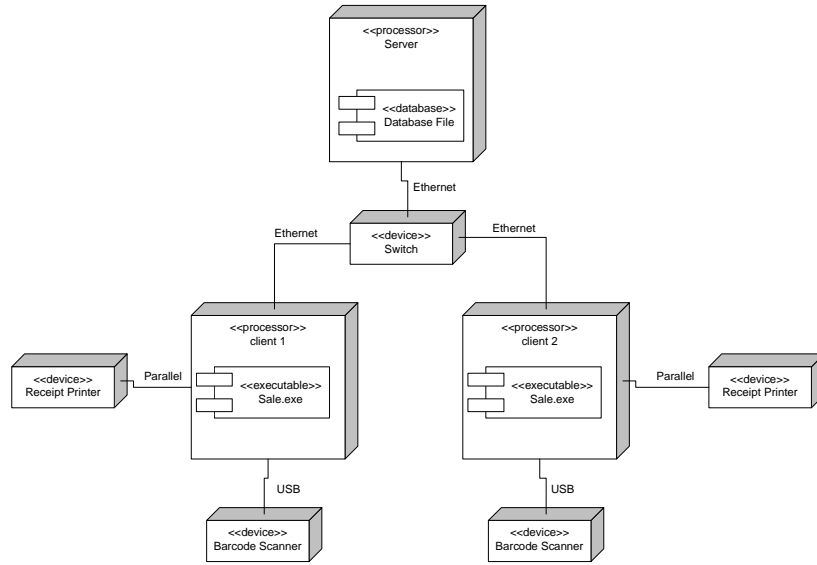 <<processor>>
Server
<<database>>
Database File
Ethernet
Ethernet
Ethernet
<<device>>
Switch
<<processor>>
client 1
<<processor>>
client 2
<<device>>
Receipt Printer
Parallel
<<executable>>
Sale.exe
<<executable>>
Sale.exe
Parallel
<<device>>
Receipt Printer
USB
USB
<<device>>
Barcode Scanner
<<device>>
Barcode Scanner